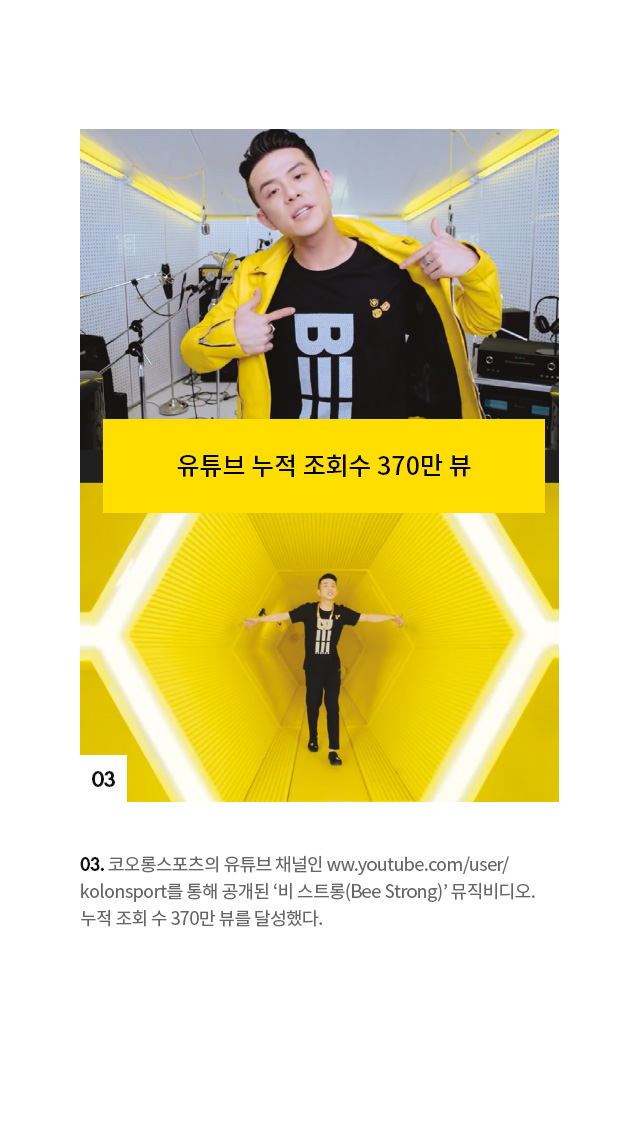 BEE
유튜브 누적 조회수 370만 뷰
BEE
03
03. 코오롱스포츠의 유튜브 채널인 ww.youtube.com/user/
kolonsport를 통해 공개된 ‘비 스트롱(Bee Strong)’ 뮤직비디오.
누적 조회 수 370만 뷰를 달성했다.